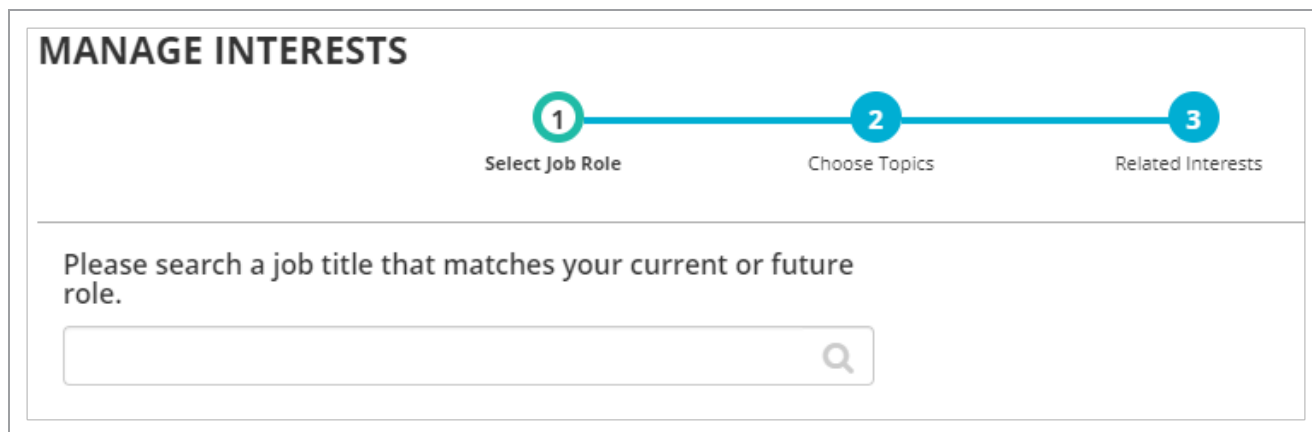 MANAGE INTERESTS
1
2
3
Select Job Role
Choose Topics
Related Interests
Please search a job title that matches your current or future
role.